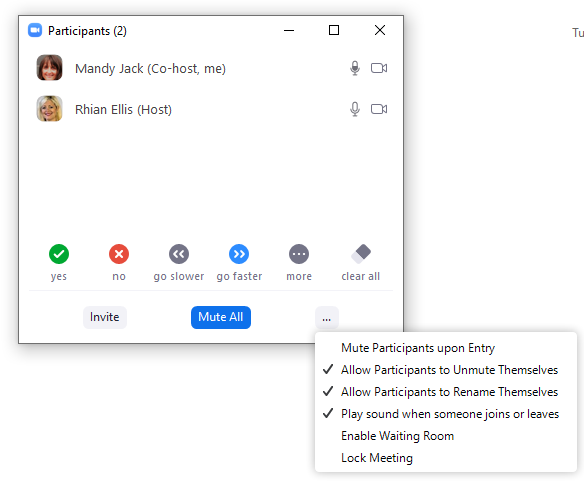 Participants (2)
Tu
Mandy Jack (Co-host, me)
Rhian Ellis (Host)
yes no go slower go faster more clear all
Invite Mute All ...
Mute Participants upon Entry
Allow Participants to Unmute Themselves
Allow Participants to Rename Themselves
Play sound when someone joins or leaves
Enable Waiting Room
Lock Meeting